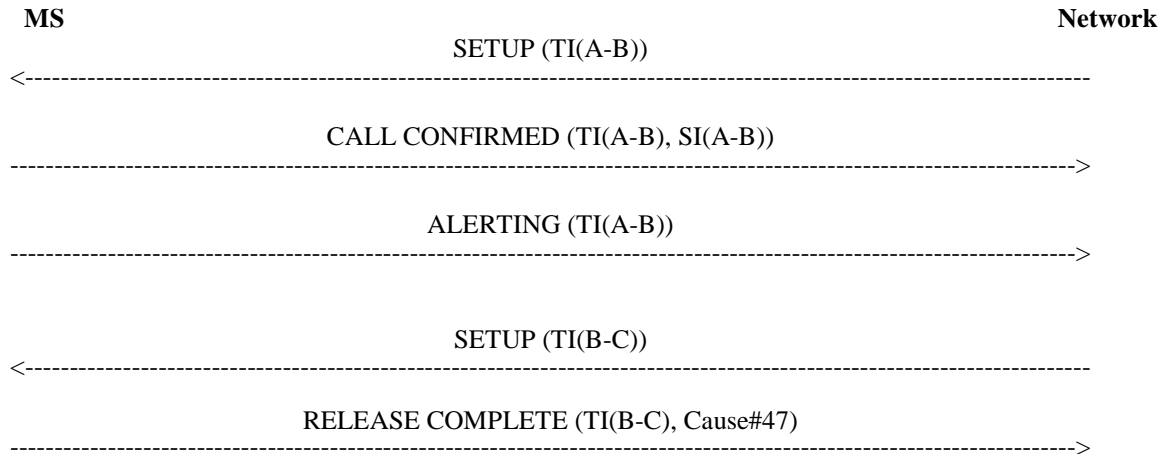 MS Network
SETUP (TI(A-B))
<------------------------------------------------------------------------------------------------------------------------
CALL CONFIRMED (TI(A-B), SI(A-B))
------------------------------------------------------------------------------------------------------------------------>
ALERTING (TI(A-B))
------------------------------------------------------------------------------------------------------------------------>
SETUP (TI(B-C))
<------------------------------------------------------------------------------------------------------------------------
RELEASE COMPLETE (TI(B-C), Cause#47)
------------------------------------------------------------------------------------------------------------------------>